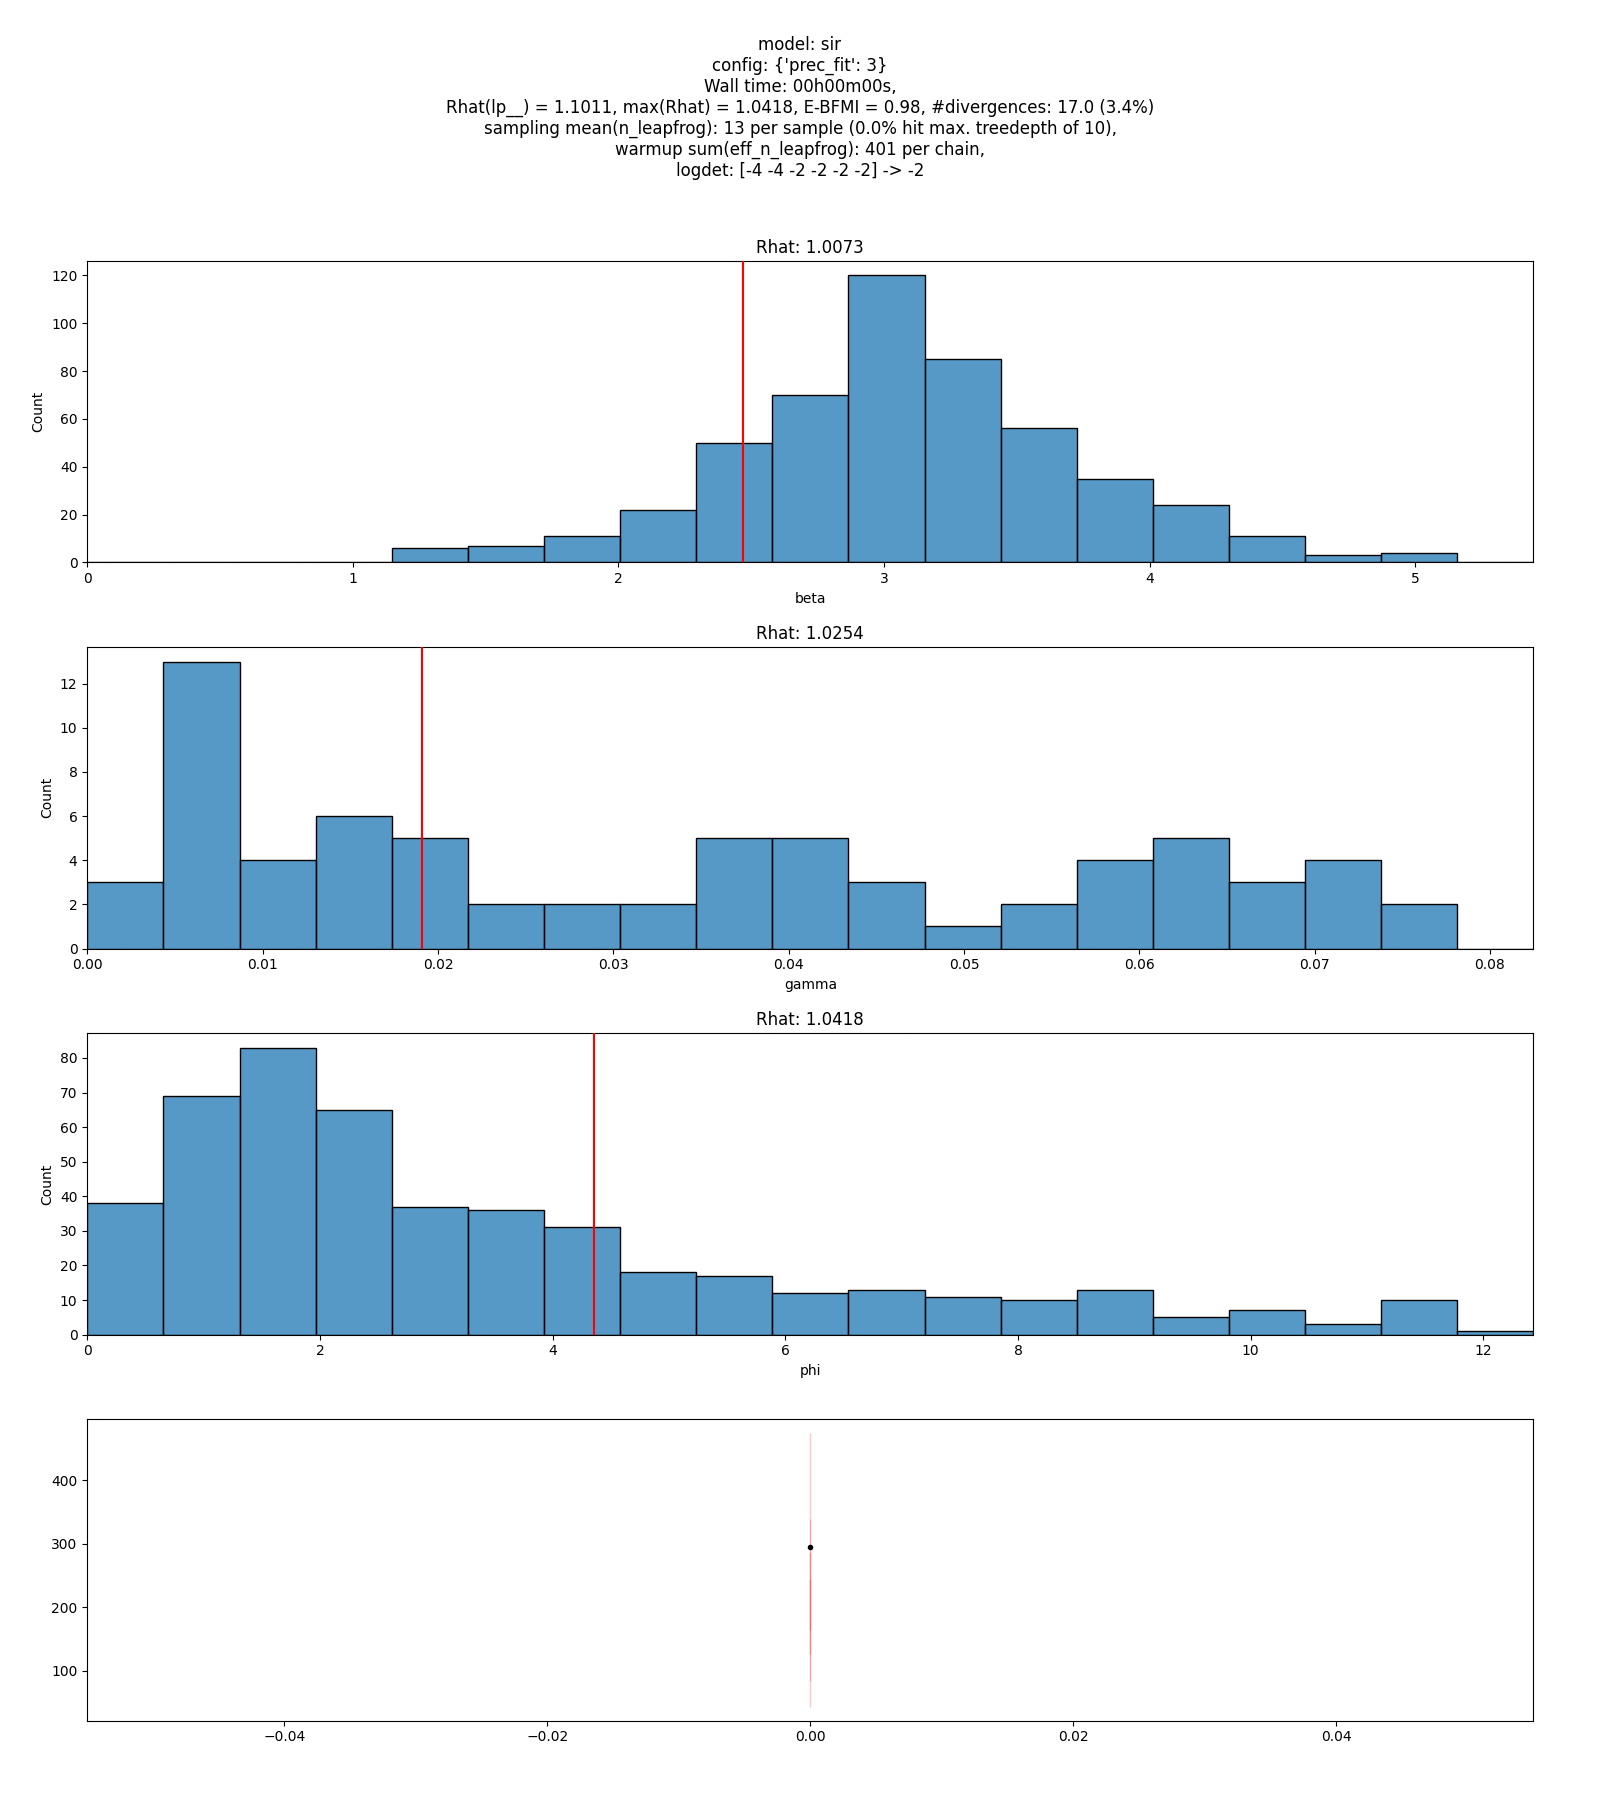 model: sir
config: {'prec_fit': 3}
Wall time: 00h00m00s,
Rhat(lp__) = 1.1011, max(Rhat) = 1.0418, E-BFMI = 0.98, #divergences: 17.0 (3.4%)
sampling mean(n_leapfrog): 13 per sample (0.0% hit max. treedepth of 10),
warmup sum(eff_n_leapfrog): 401 per chain,
logdet: [-4 -4 -2 -2 -2 -2] -> -2
Rhat: 1.0073
120
100
80
60
40
20
0
Count
0 1 2 3 4 5
beta
Rhat: 1.0254
12
10
8
6
4
2
0
Count
0.00 0.01 0.02 0.03 0.04 0.05 0.06 0.07 0.08
gamma
Rhat: 1.0418
80
70
60
50
40
30
20
10
0
Count
0 2 4 6 8 10 12
phi
400
300
200
100
−0.04 −0.02 0.00 0.02 0.04